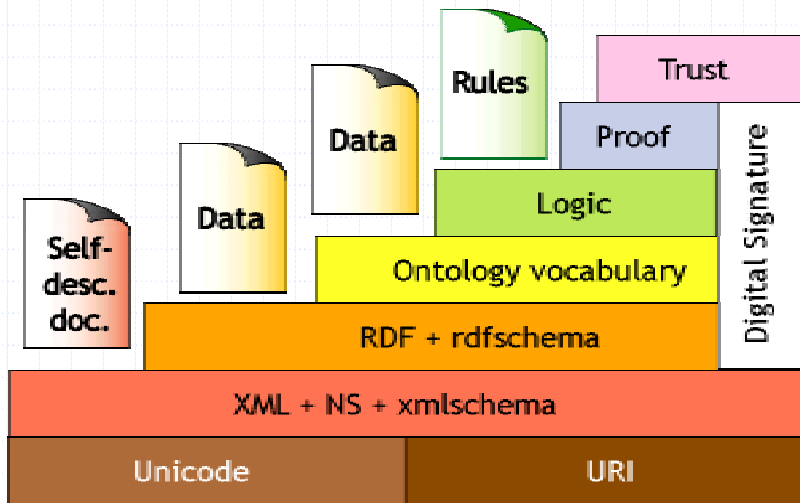 Rules
Trust
Data
Proof
Digital Signature
Data
Logic
Self-
desc.
doc.
Ontology vocabulary
RDF + rdfschema
XML + NS + xmlschema
Unicode
URI